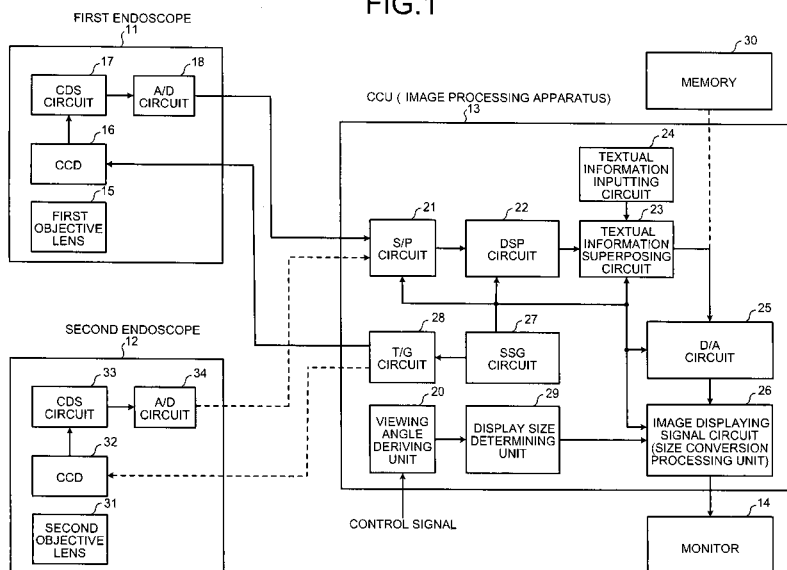 FIG.1
FIRST ENDOSCOPE
11
17
CDS
CIRCUIT
18
A/D
CIRCUIT
16
CCD
15
FIRST
OBJECTIVE
LENS
SECOND ENDOSCOPE
12
33
CDS
CIRCUIT
34
A/D
CIRCUIT
32
CCD
31
SECOND
OBJECTIVE
LENS
CCU ( IMAGE PROCESSING APPARATUS)
13
30
MEMORY
24
TEXTUAL
INFORMATION
INPUTTING
CIRCUIT
21
S/P
CIRCUIT
22
DSP
CIRCUIT
23
TEXTUAL
INFORMATION
SUPERPOSING
CIRCUIT
28
T/G
CIRCUIT
27
SSG
CIRCUIT
25
D/A
CIRCUIT
20
VIEWING
ANGLE
DERIVING
UNIT
29
DISPLAY SIZE
DETERMINING
UNIT
26
IMAGE DISPLAYING
SIGNAL CIRCUIT
(SIZE CONVERSION
PROCESSING UNIT)
CONTROL SIGNAL
14
MONITOR